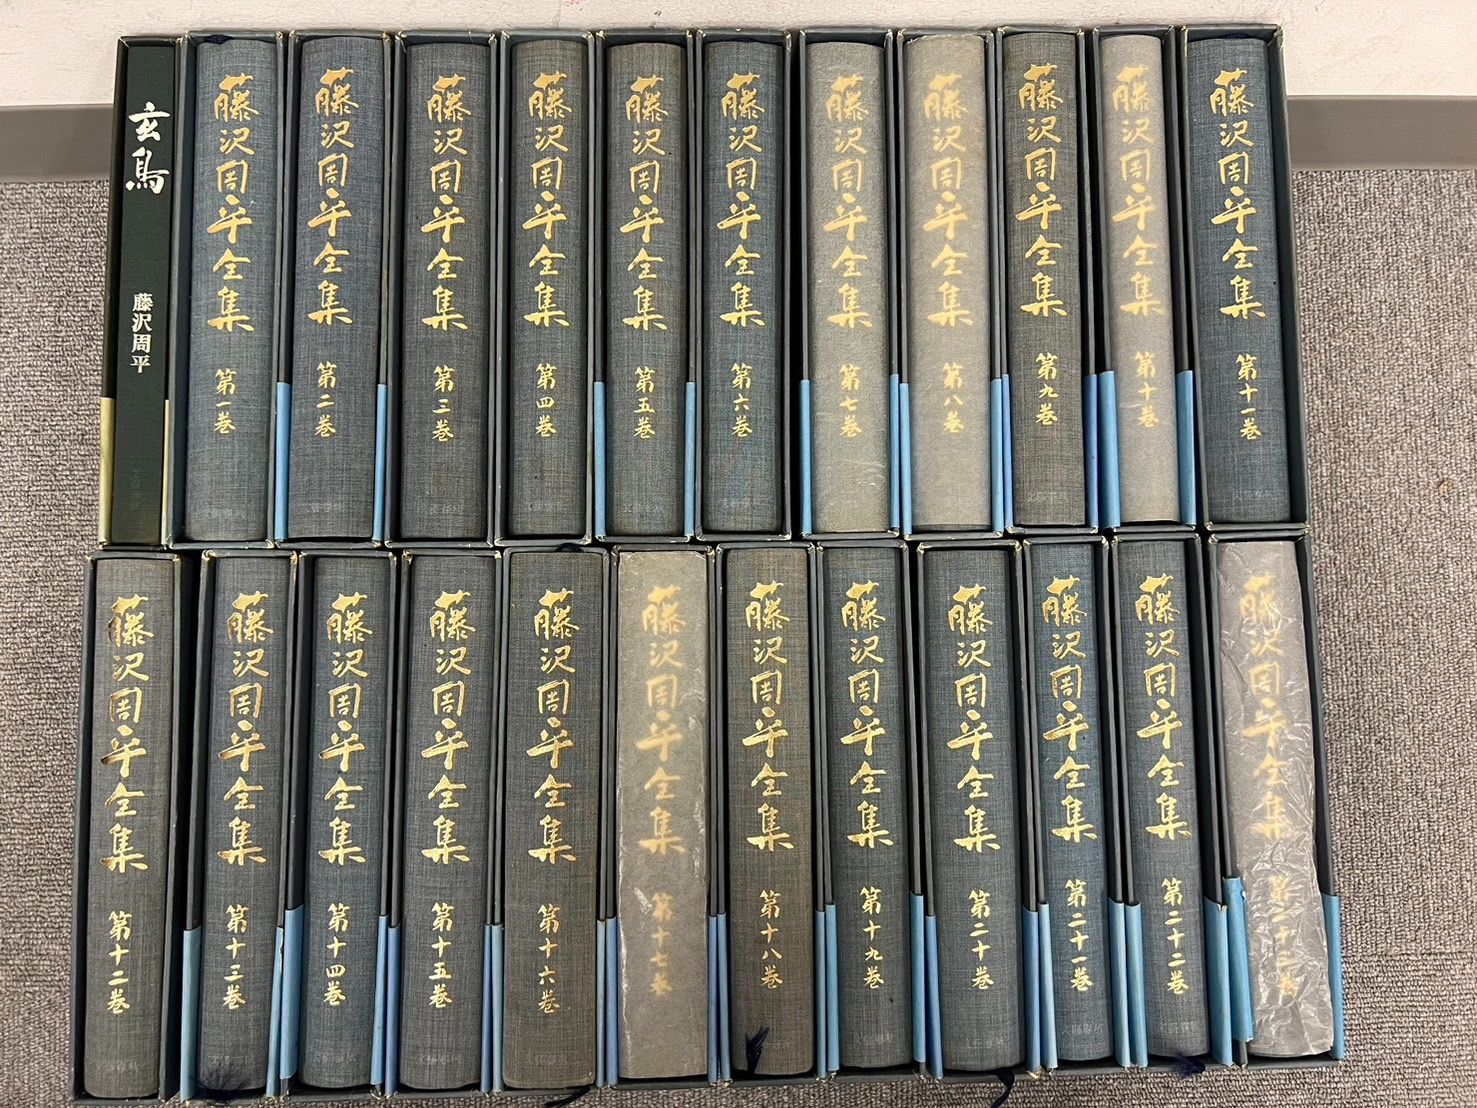 玄鳥 藤沢周平
藤沢周平全集 第一巻
藤沢周平全集 第二巻
藤沢周平全集 第三巻
藤沢周平全集 第四巻
藤沢周平全集 第五巻
藤沢周平全集 第六巻
藤沢周平全集 第七巻
藤沢周平全集 第八巻
藤沢周平全集 第九巻
藤沢周平全集 第十巻
藤沢周平全集 第十一巻
藤沢周平全集 第十二巻
藤沢周平全集 第十三巻
藤沢周平全集 第十四巻
藤沢周平全集 第十五巻
藤沢周平全集 第十六巻
藤沢周平全集 第十七巻
藤沢周平全集 第十八巻
藤沢周平全集 第十九巻
藤沢周平全集 第二十巻
藤沢周平全集 第二十一巻
藤沢周平全集 第二十二巻
藤沢周平全集 第二十三巻